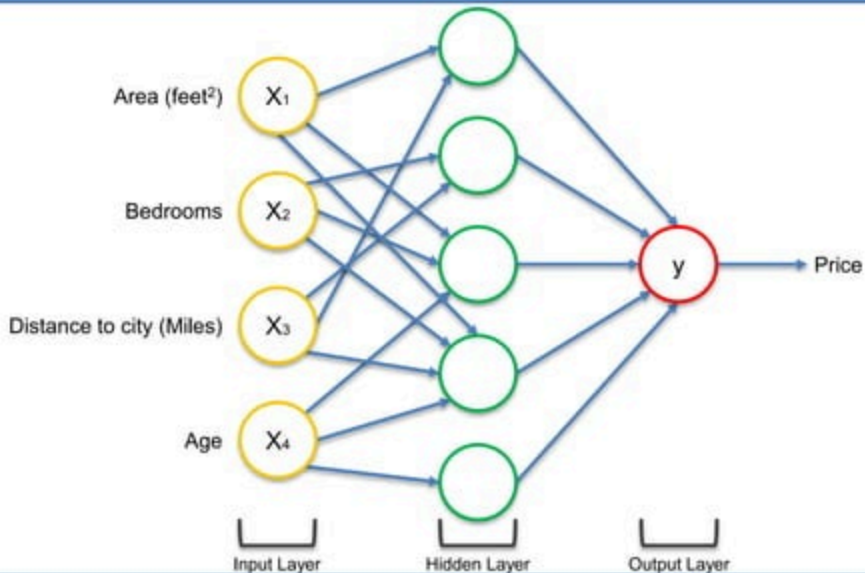 Area (feet²)
X₁
Bedrooms
X₂
Distance to city (Miles)
X₃
Age
X₄
y
Price
Input Layer
Hidden Layer
Output Layer